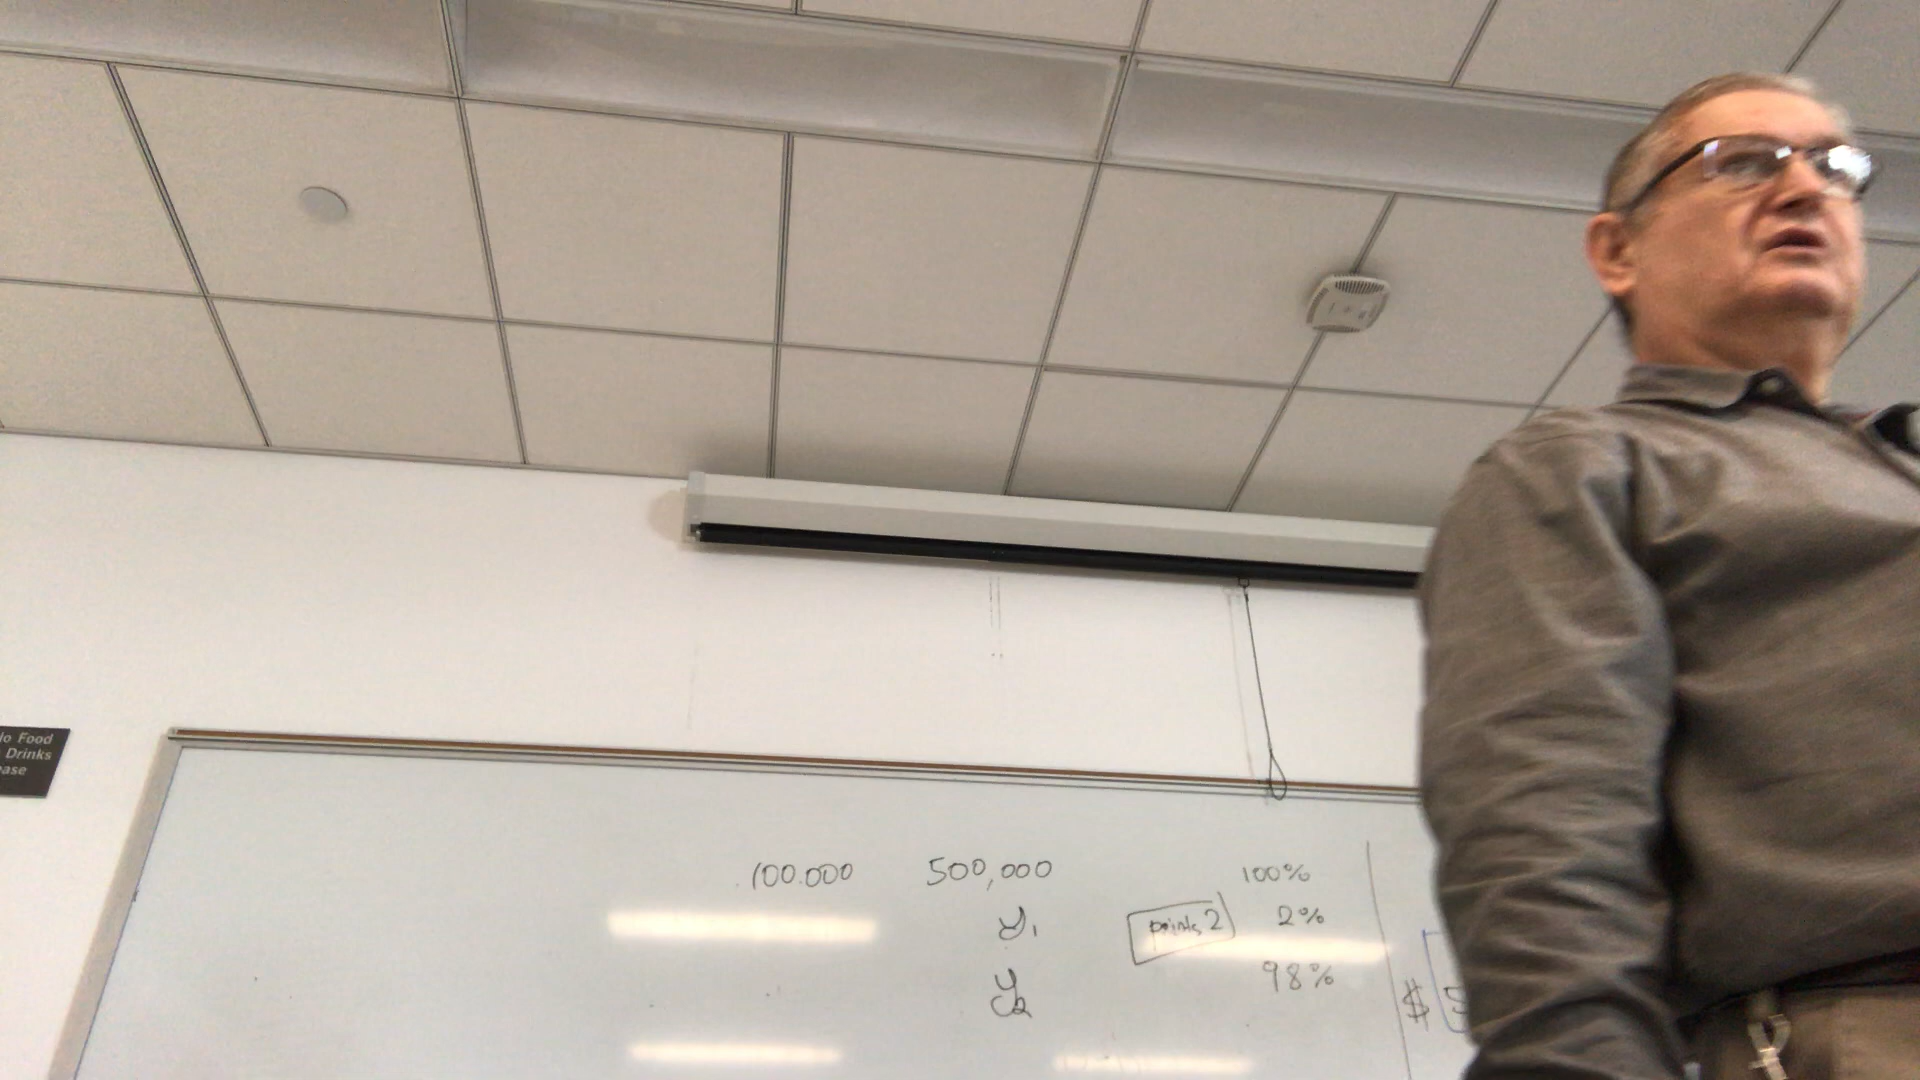 No Food
Drinks
ease
100.000 500,000 100%
y1 points 2 2%
y2 98%
$